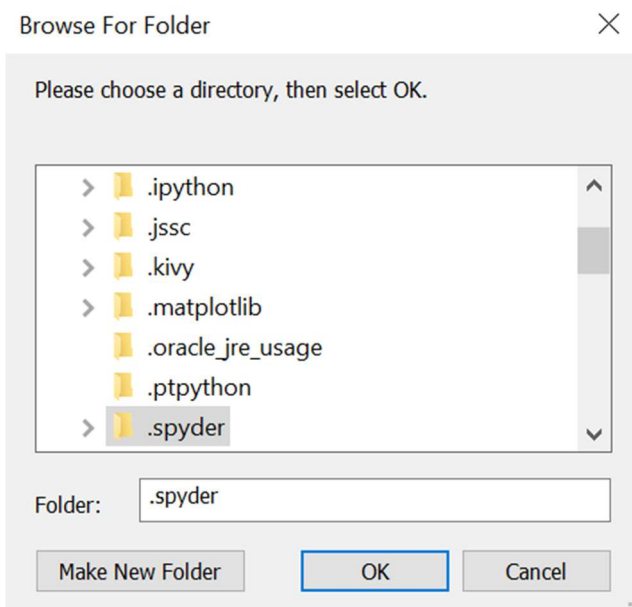 Browse For Folder
Please choose a directory, then select OK.
.ipython
.jssc
.kivy
.matplotlib
.oracle_jre_usage
.ptpython
.spyder
Folder: .spyder
Make New Folder OK Cancel